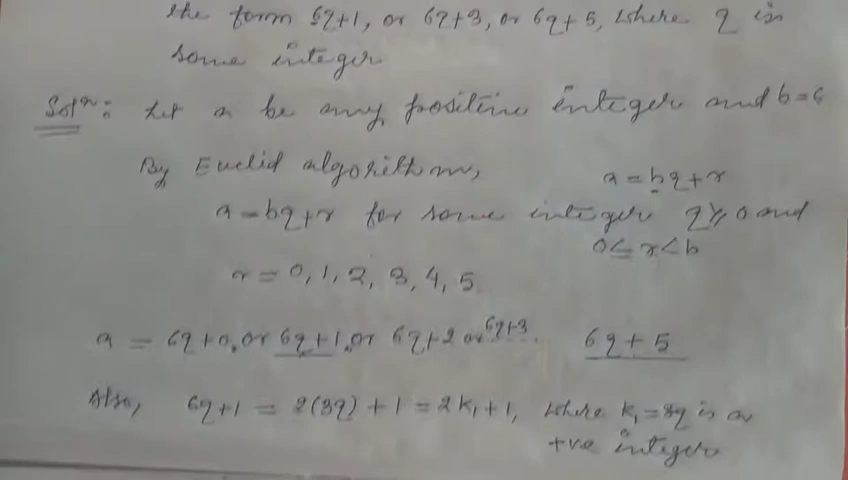 the form 6q+1, or 6q+3, or 6q+5, where q is
some integer
Solⁿ: Let a be any positive integer and b=6
By Euclid algorithm,
a=bq+r
a=bq+r for some integer q≥0 and
0≤r<b
r=0,1,2,3,4,5
a = 6q+0, or 6q+1, or 6q+2 or 6q+3. 6q+5
Also, 6q+1 = 2(3q)+1 = 2k₁+1, where k₁=3q is a
+ve integer